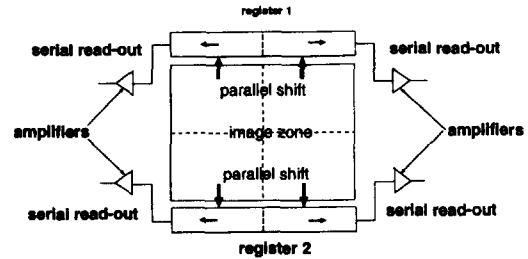 register 1
serial read-out
serial read-out
parallel shift
amplifiers
image zone
amplifiers
parallel shift
serial read-out
serial read-out
register 2